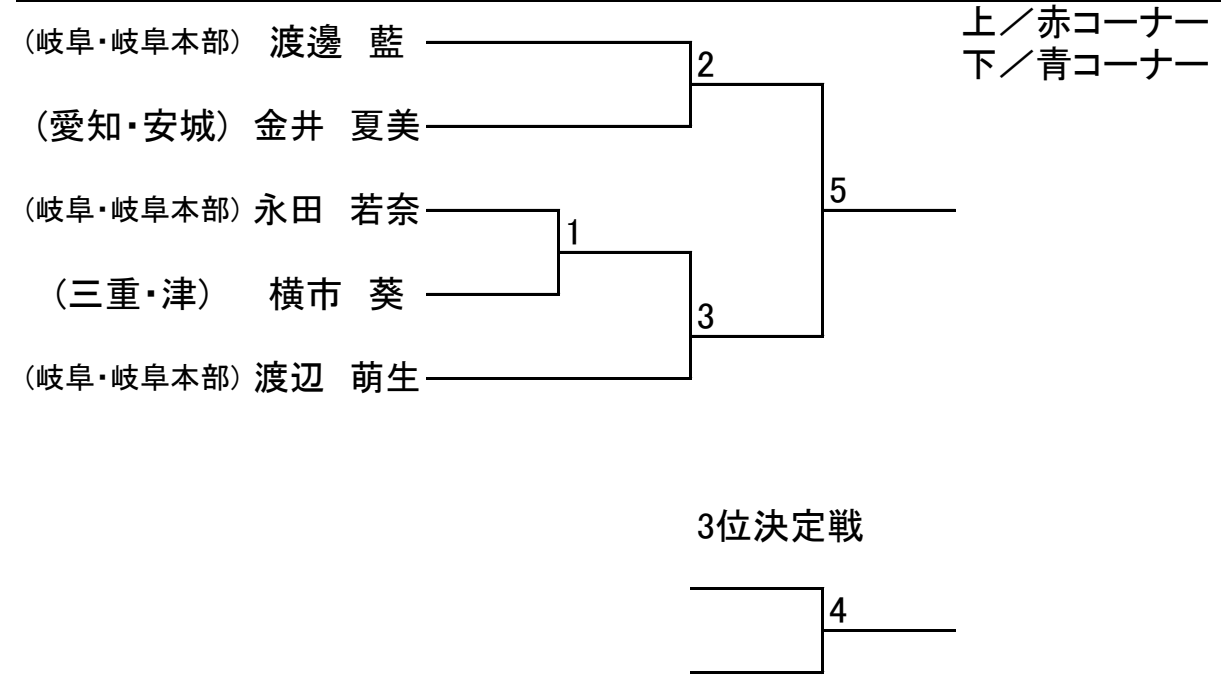 上／赤コーナー
下／青コーナー
(岐阜・岐阜本部) 渡邊 藍
2
(愛知・安城) 金井 夏美
(岐阜・岐阜本部) 永田 若奈
5
1
(三重・津) 横市 葵
3
(岐阜・岐阜本部) 渡辺 萌生
3位決定戦
4